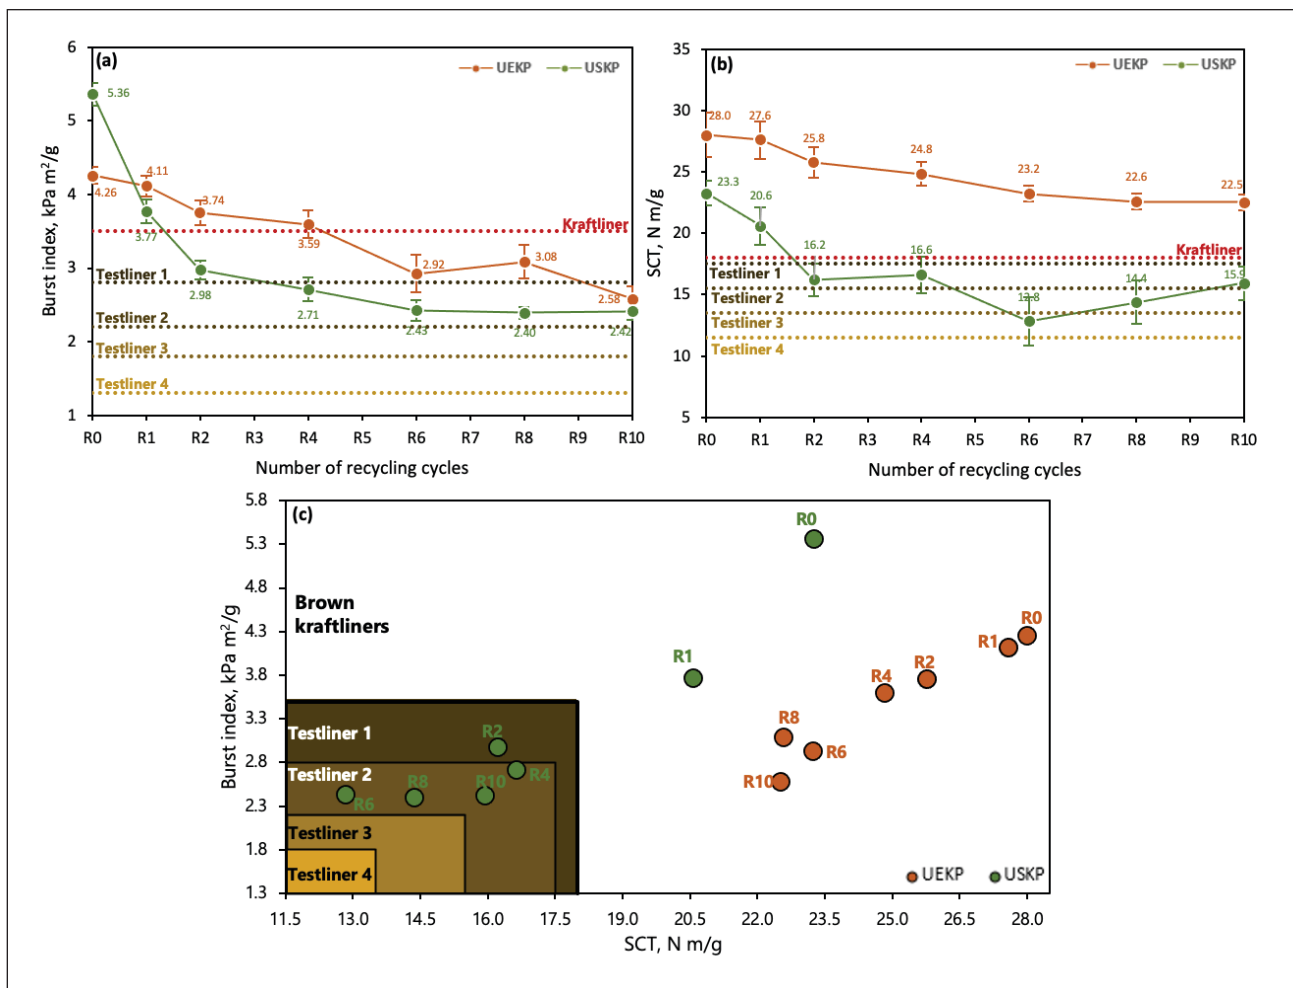 (a)
UEKP
USKP
6
5
4
3
2
1
Burst index, kPa m²/g
5.36
4.26
4.11
3.77
3.74
2.98
3.59
2.71
2.92
2.43
3.08
2.40
2.58
2.42
Kraftliner
Testliner 1
Testliner 2
Testliner 3
Testliner 4
R0 R1 R2 R3 R4 R5 R6 R7 R8 R9 R10
Number of recycling cycles
(b)
UEKP
USKP
35
30
25
20
15
10
5
SCT, N m/g
28.0
27.6
25.8
24.8
23.2
22.6
22.5
23.3
20.6
16.2
16.6
12.8
14.4
15.9
Kraftliner
Testliner 1
Testliner 2
Testliner 3
Testliner 4
R0 R1 R2 R3 R4 R5 R6 R7 R8 R9 R10
Number of recycling cycles
(c)
5.8
5.3
4.8
4.3
3.8
3.3
2.8
2.3
1.8
1.3
Burst index, kPa m²/g
Brown
kraftliners
R0
R1
R0
R1
R2
R4
R8
R6
R10
Testliner 1
R2
Testliner 2
R4
R8
R10
R6
Testliner 3
Testliner 4
UEKP
USKP
11.5 13.0 14.5 16.0 17.5 19.0 20.5 22.0 23.5 25.0 26.5 28.0
SCT, N m/g